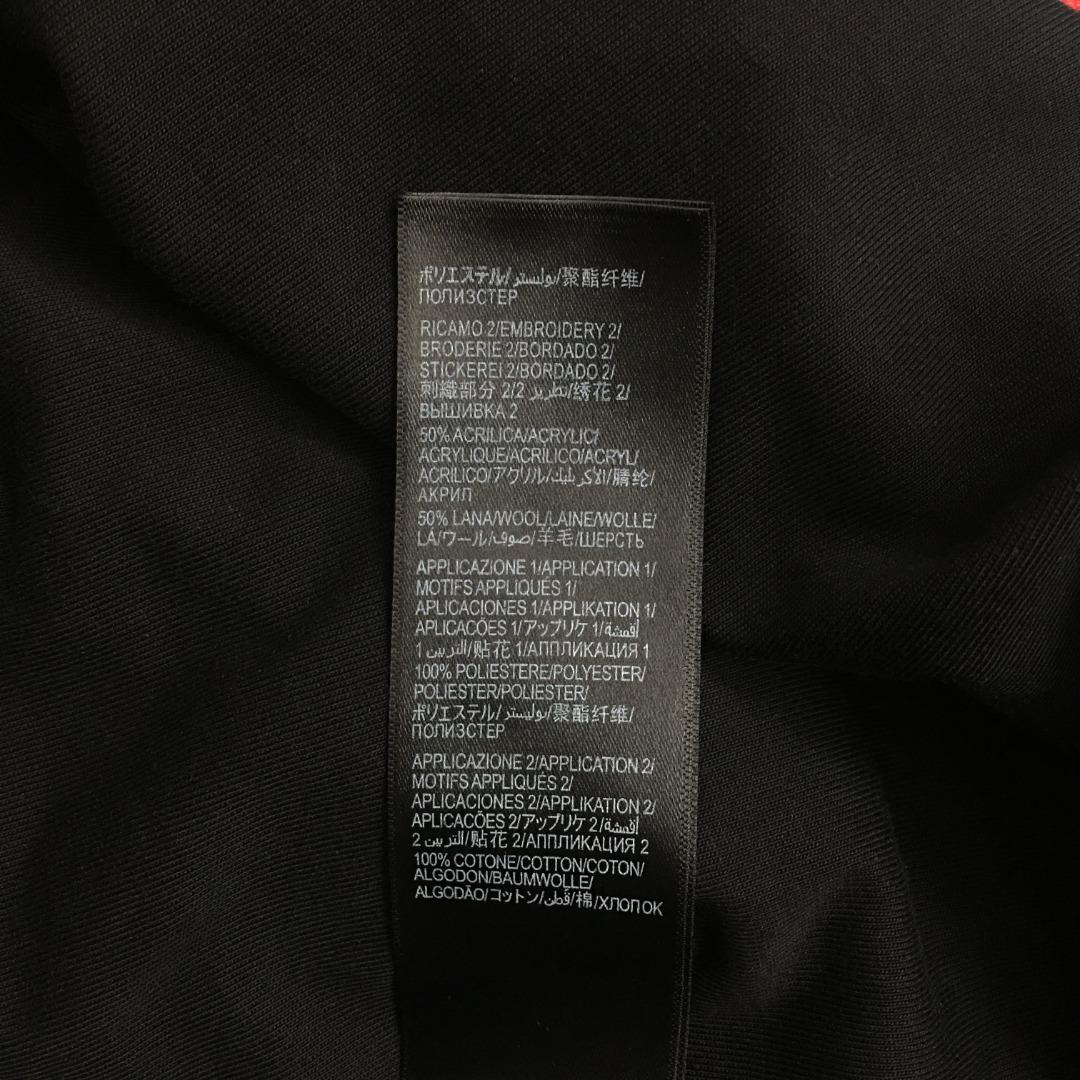 ポリエステル/بوليستر/聚酯纤维/
ПОЛИЗСТЕР
RICAMO 2/EMBROIDERY 2/
BRODERIE 2/BORDADO 2/
STICKEREI 2/BORDADO 2/
刺繊部分 2/2 تطريز/绣花 2/
ВЫШИВКА 2
50% ACRILICA/ACRYLIC/
ACRYLIQUE/ACRILICO/ACRYL/
ACRILICO/アクリル/الأكريليك/腈纶/
АКРИЛ
50% LANA/WOOL/LAINE/WOLLE/
LA/ウール/صوف/羊毛/ШЕРСТЬ
APPLICAZIONE 1/APPLICATION 1/
MOTIFS APPLIQUÉS 1/
APLICACIONES 1/APPLIKATION 1/
APLICACÕES 1/アップリケ 1/أقمشة
1 التزيين/贴花 1/АППЛИКАЦИЯ 1
100% POLIESTERE/POLYESTER/
POLIESTER/POLIESTER/
ポリエステル/بوليستر/聚酯纤维/
ПОЛИЗСТЕР
APPLICAZIONE 2/APPLICATION 2/
MOTIFS APPLIQUÉS 2/
APLICACIONES 2/APPLIKATION 2/
APLICACÕES 2/アップリケ 2/أقمشة
2 التزيين/贴花 2/АППЛИКАЦИЯ 2
100% COTONE/COTTON/COTON/
ALGODON/BAUMWOLLE/
ALGODÃO/コットン/قطن/棉/ХЛОПОК